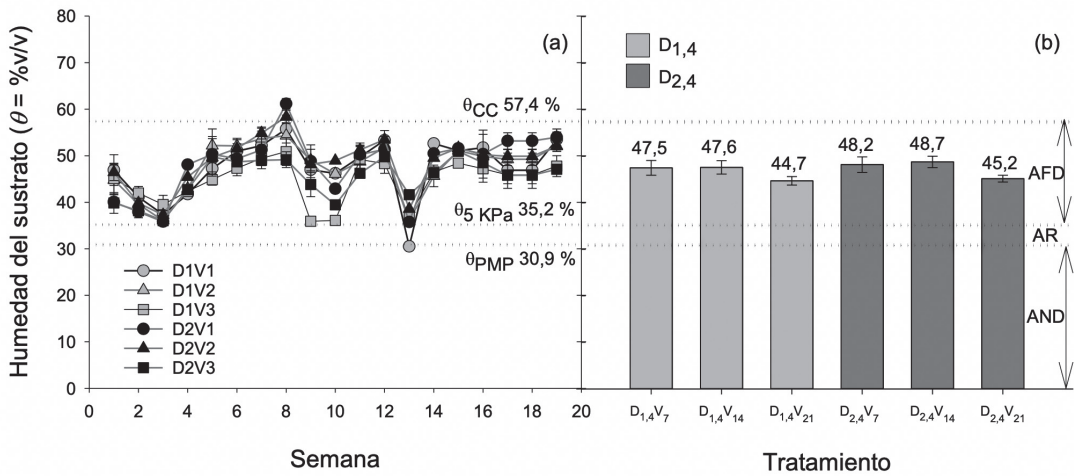 Humedad del sustrato (θ = %v/v)
80
70
60
50
40
30
20
10
0
(a)
θCC 57,4 %
θ5 KPa 35,2 %
θPMP 30,9 %
D1V1
D1V2
D1V3
D2V1
D2V2
D2V3
0 2 4 6 8 10 12 14 16 18 20
Semana
(b)
D1,4
D2,4
47,5 47,6 44,7 48,2 48,7 45,2
AFD
AR
AND
D1,4V7 D1,4V14 D1,4V21 D2,4V7 D2,4V14 D2,4V21
Tratamiento